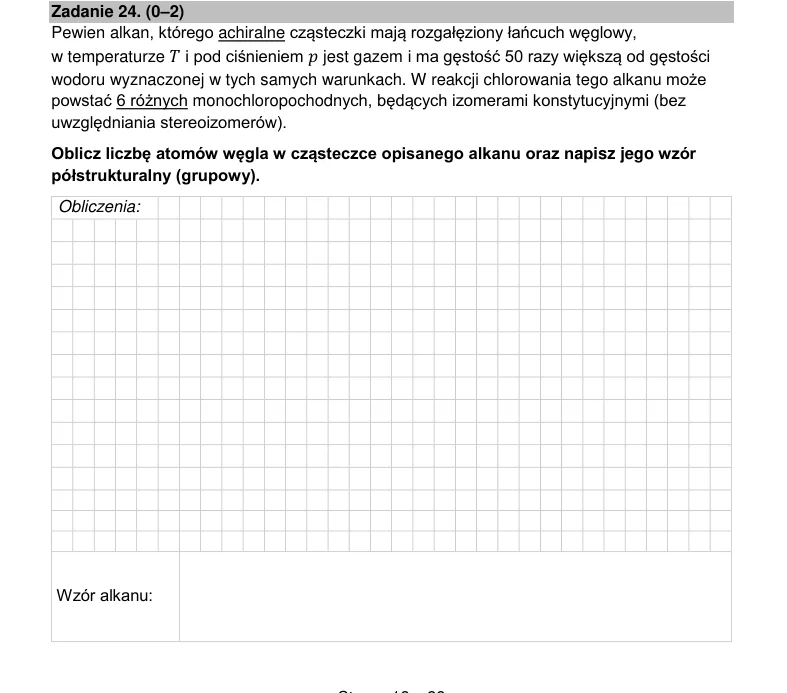 Zadanie 24. (0–2)
Pewien alkan, którego achiralne cząsteczki mają rozgałęziony łańcuch węglowy,
w temperaturze T i pod ciśnieniem p jest gazem i ma gęstość 50 razy większą od gęstości
wodoru wyznaczonej w tych samych warunkach. W reakcji chlorowania tego alkanu może
powstać 6 różnych monochloropochodnych, będących izomerami konstytucyjnymi (bez
uwzględniania stereoizomerów).
Oblicz liczbę atomów węgla w cząsteczce opisanego alkanu oraz napisz jego wzór
półstrukturalny (grupowy).
Obliczenia:
Wzór alkanu: